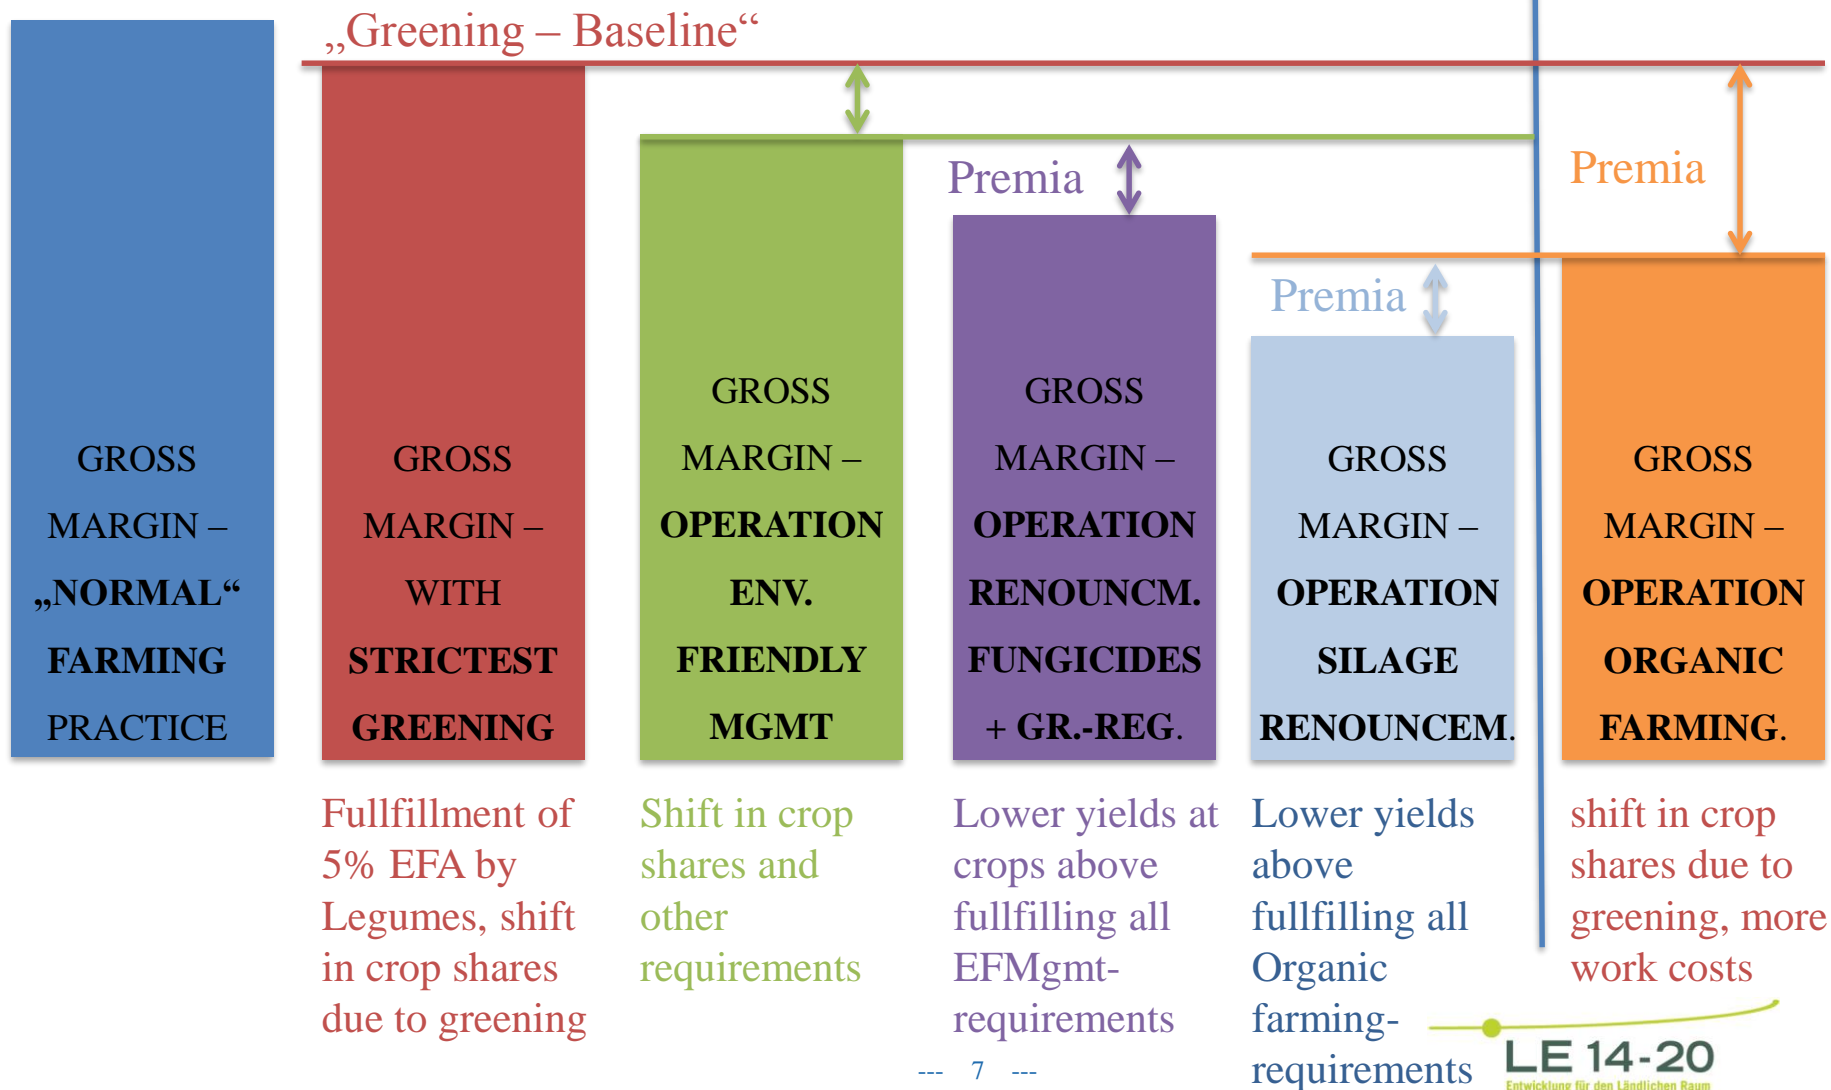 „Greening – Baseline“
Premia
Premia
Premia
GROSS
MARGIN –
„NORMAL“
FARMING
PRACTICE
GROSS
MARGIN –
WITH
STRICTEST
GREENING
GROSS
MARGIN –
OPERATION
ENV.
FRIENDLY
MGMT
GROSS
MARGIN –
OPERATION
RENOUNCM.
FUNGICIDES
+ GR.-REG.
GROSS
MARGIN –
OPERATION
SILAGE
RENOUNCEM.
GROSS
MARGIN –
OPERATION
ORGANIC
FARMING.
Fullfillment of
5% EFA by
Legumes, shift
in crop shares
due to greening
Shift in crop
shares and
other
requirements
Lower yields at
crops above
fullfilling all
EFMgmt-
requirements
Lower yields
above
fullfilling all
Organic
farming-
requirements
shift in crop
shares due to
greening, more
work costs
--- 7 ---
LE 14-20
Entwicklung für den Ländlichen Raum